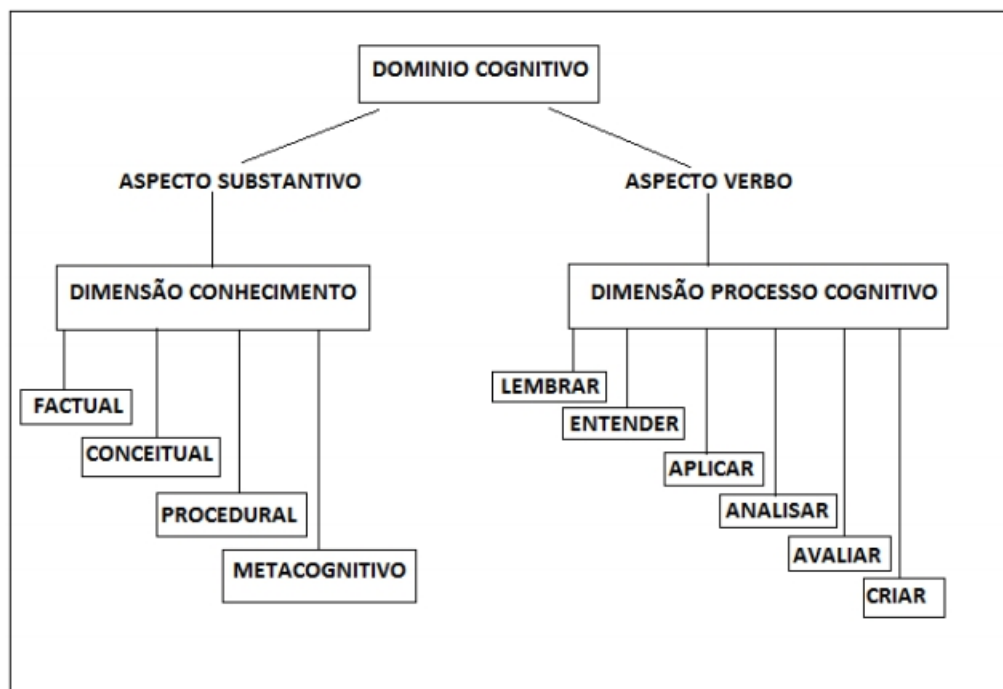 DOMINIO COGNITIVO
ASPECTO SUBSTANTIVO
ASPECTO VERBO
DIMENSÃO CONHECIMENTO
DIMENSÃO PROCESSO COGNITIVO
FACTUAL
CONCEITUAL
PROCEDURAL
METACOGNITIVO
LEMBRAR
ENTENDER
APLICAR
ANALISAR
AVALIAR
CRIAR